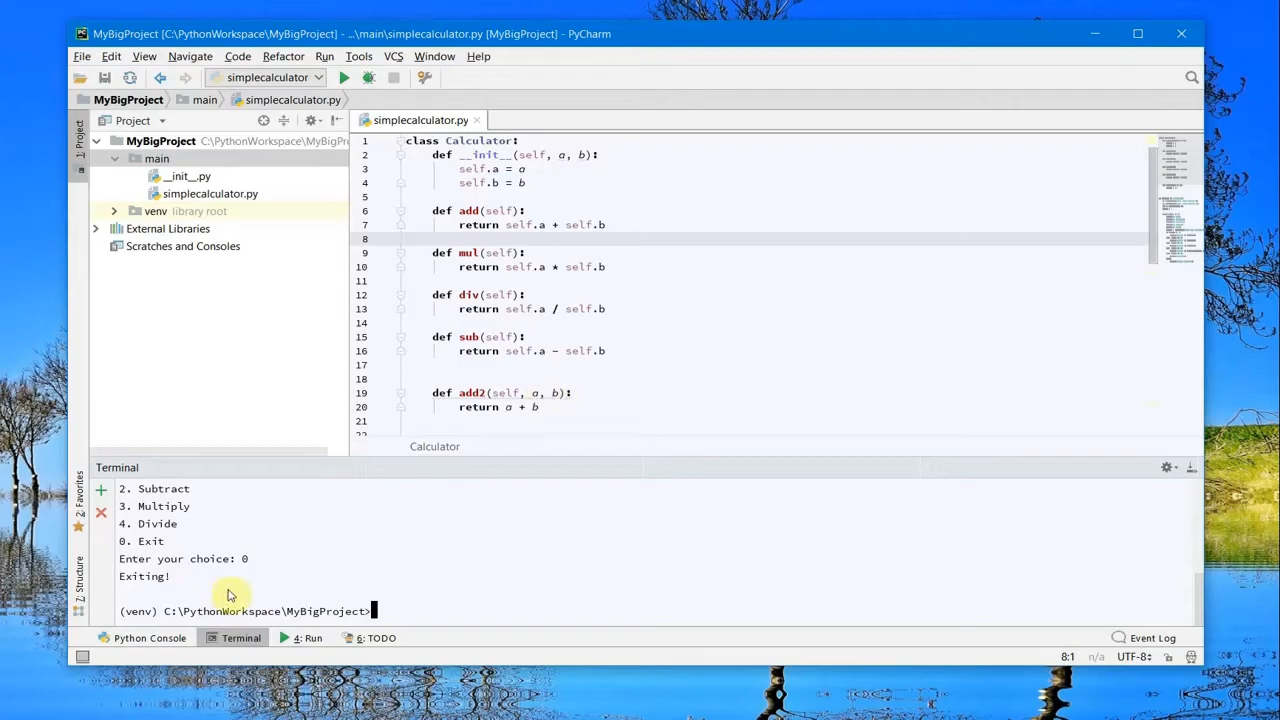 MyBigProject [C:\PythonWorkspace\MyBigProject] - ...\main\simplecalculator.py [MyBigProject] - PyCharm
File Edit View Navigate Code Refactor Tools Run VCS Window Help
simplecalculator
MyBigProject main simplecalculator.py
1: Project
Project
simplecalculator.py
MyBigProject C:\PythonWorkspace\MyBigPr
main
__init__.py
simplecalculator.py
venv library root
External Libraries
Scratches and Consoles
1 class Calculator:
2 def __init__(self, a, b):
3 self.a = a
4 self.b = b
5
6 def add(self):
7 return self.a + self.b
8
9 def mul(self):
10 return self.a * self.b
11
12 def div(self):
13 return self.a / self.b
14
15 def sub(self):
16 return self.a - self.b
17
18
19 def add2(self, a, b):
20 return a + b
21
22
Calculator
Terminal
2. Subtract
3. Multiply
4. Divide
0. Exit
Enter your choice: 0
Exiting!
(venv) C:\PythonWorkspace\MyBigProject>
2: Favorites
7: Structure
Python Console Terminal 4: Run 6: TODO Event Log
8:1 n/a UTF-8